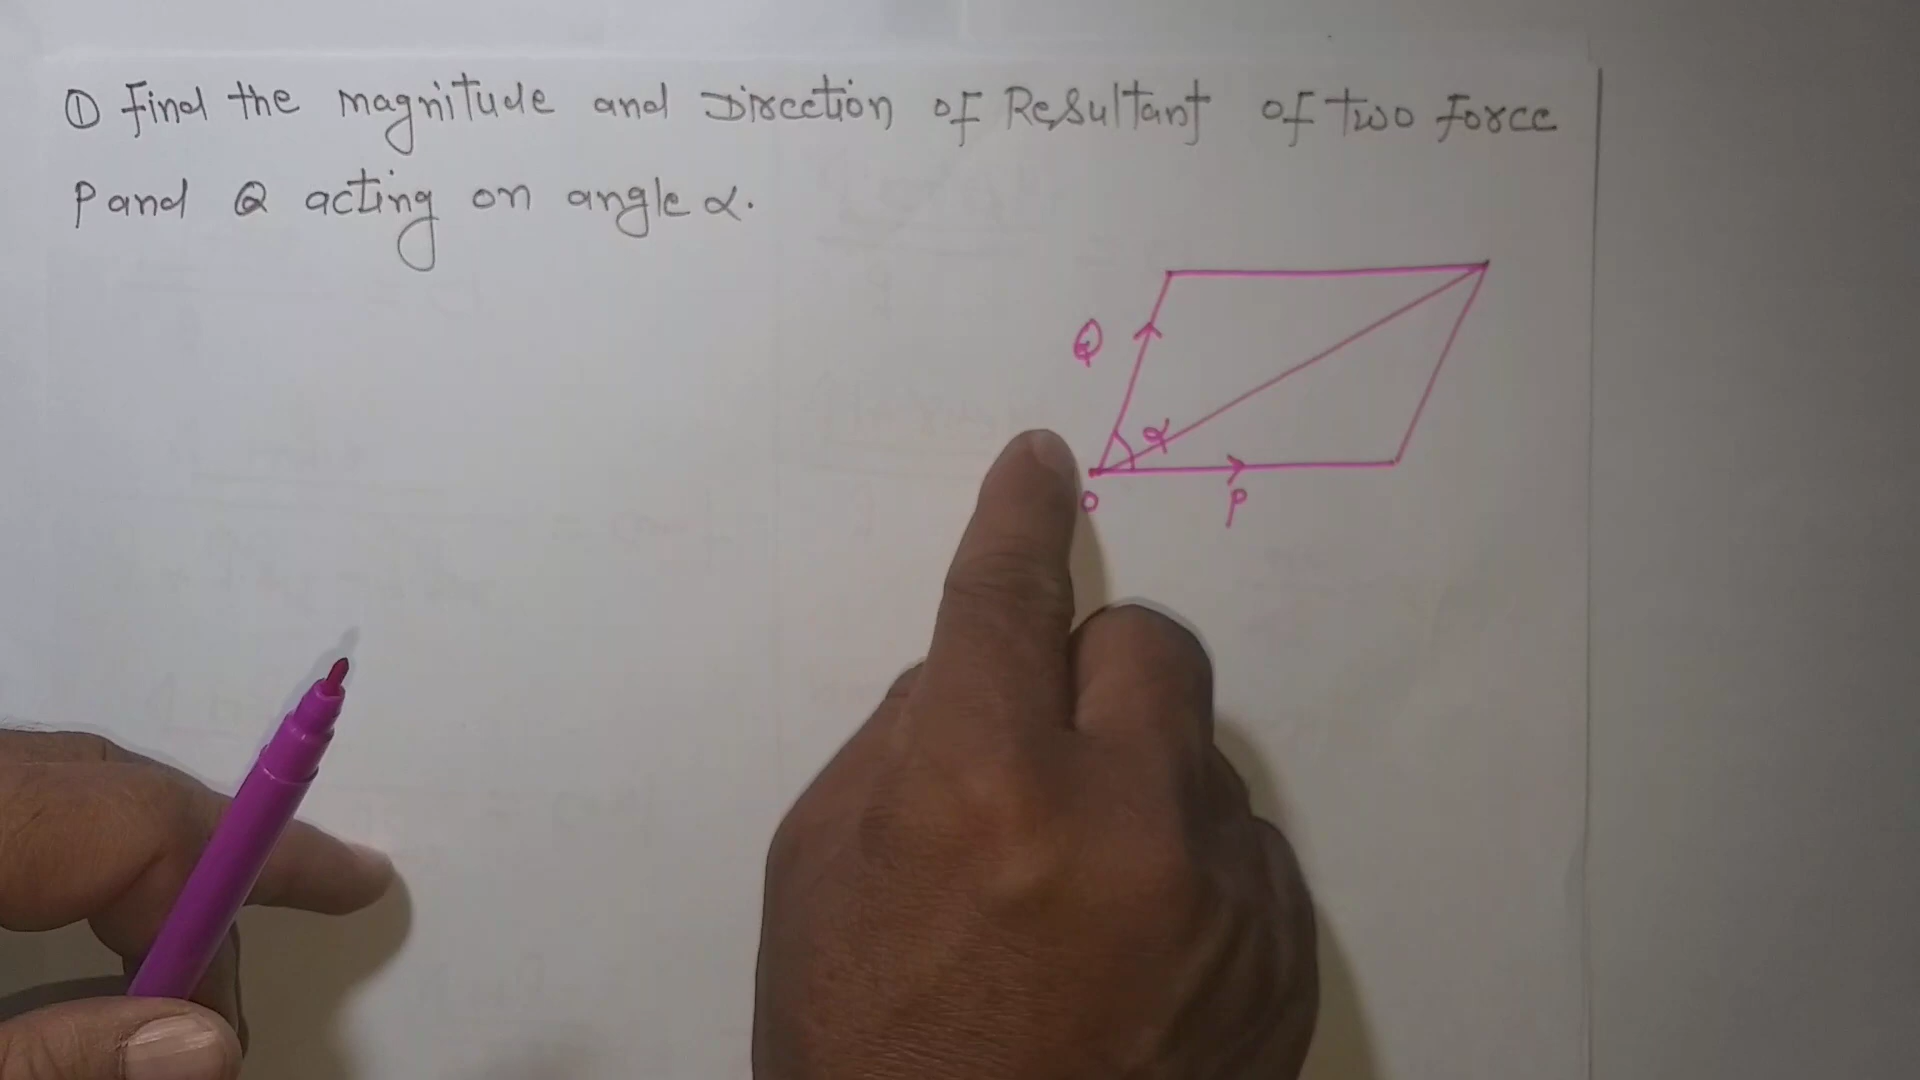 ① Find the magnitude and Direction of Resultant of two Force
P and Q acting on angle α.
Q
α
O
P